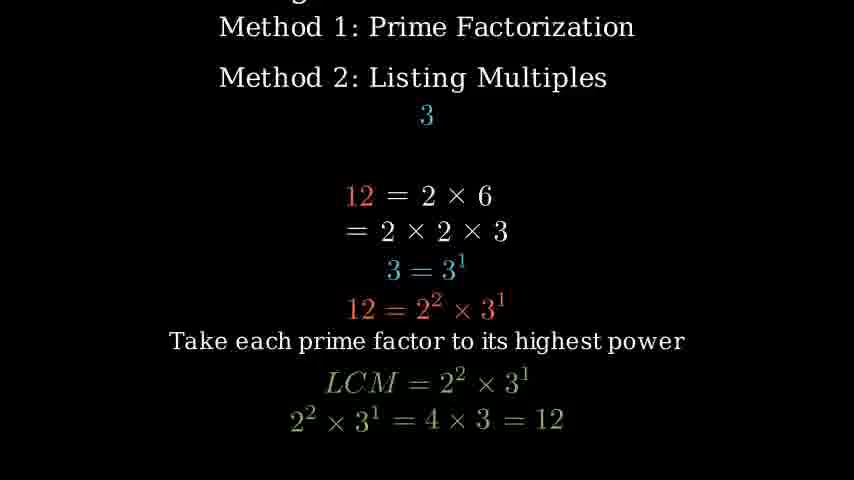 Method 1: Prime Factorization
Method 2: Listing Multiples
3
12 = 2 × 6
= 2 × 2 × 3
3 = 3¹
12 = 2² × 3¹
Take each prime factor to its highest power
LCM = 2² × 3¹
2² × 3¹ = 4 × 3 = 12